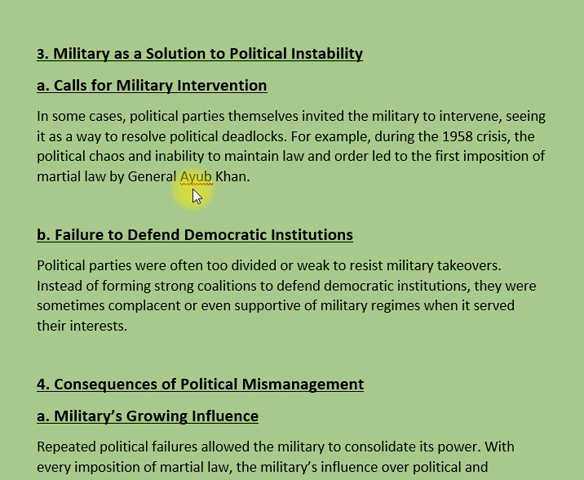 3. Military as a Solution to Political Instability
a. Calls for Military Intervention
In some cases, political parties themselves invited the military to intervene, seeing
it as a way to resolve political deadlocks. For example, during the 1958 crisis, the
political chaos and inability to maintain law and order led to the first imposition of
martial law by General Ayub Khan.
b. Failure to Defend Democratic Institutions
Political parties were often too divided or weak to resist military takeovers.
Instead of forming strong coalitions to defend democratic institutions, they were
sometimes complacent or even supportive of military regimes when it served
their interests.
4. Consequences of Political Mismanagement
a. Military’s Growing Influence
Repeated political failures allowed the military to consolidate its power. With
every imposition of martial law, the military’s influence over political and